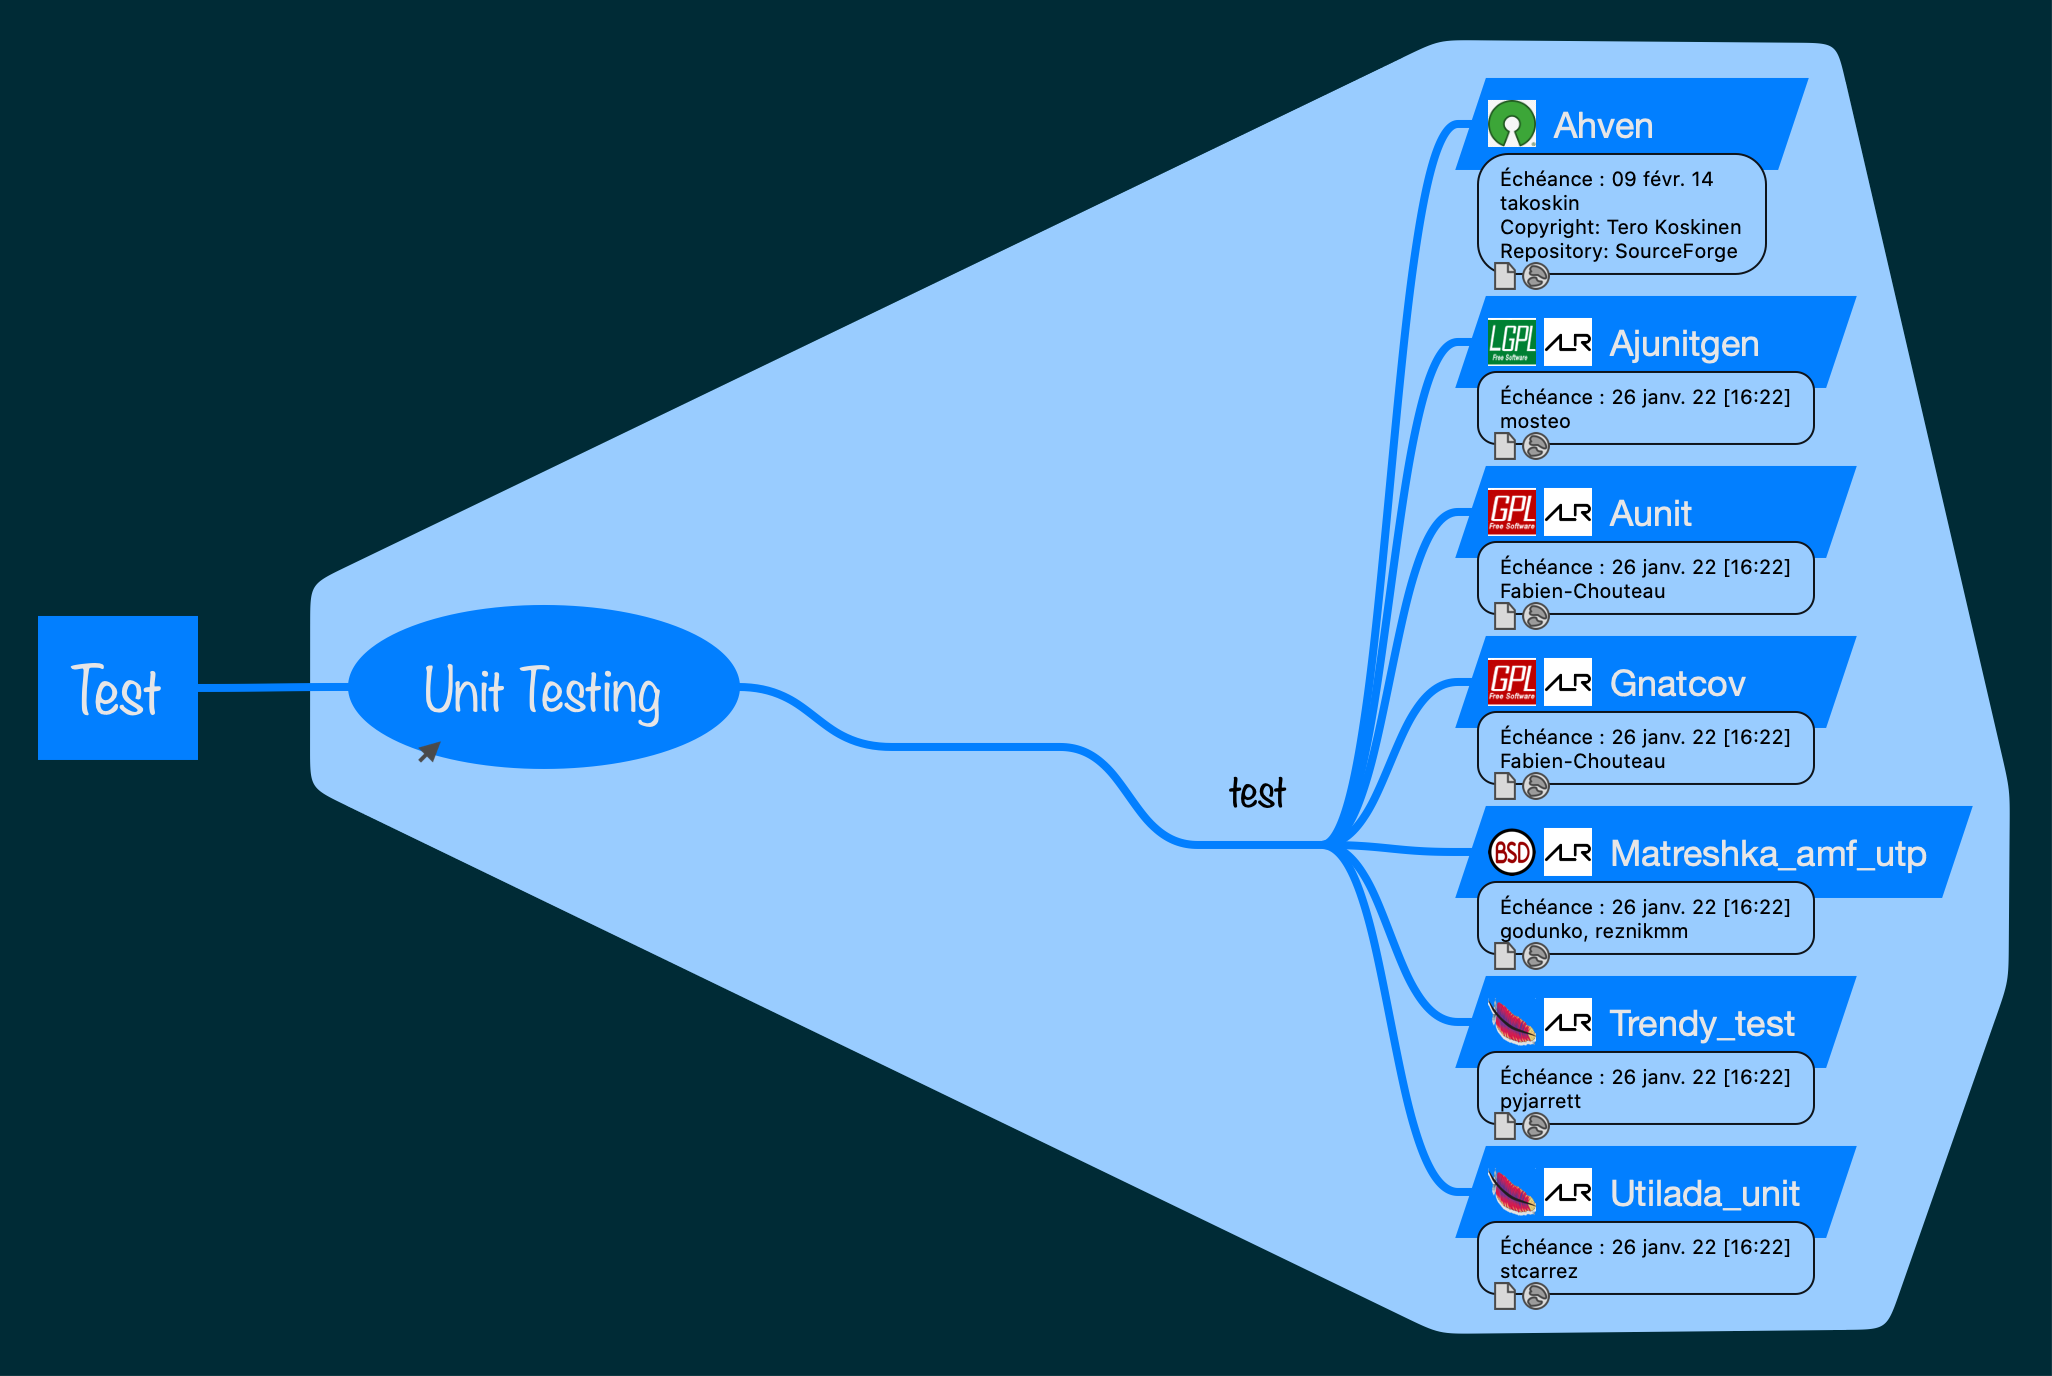 Test
Unit Testing
test
Ahven
Échéance : 09 févr. 14
takoskin
Copyright: Tero Koskinen
Repository: SourceForge
LGPL
Free Software
ALR
Ajunitgen
Échéance : 26 janv. 22 [16:22]
mosteo
GPL
Free Software
ALR
Aunit
Échéance : 26 janv. 22 [16:22]
Fabien-Chouteau
GPL
Free Software
ALR
Gnatcov
Échéance : 26 janv. 22 [16:22]
Fabien-Chouteau
BSD
ALR
Matreshka_amf_utp
Échéance : 26 janv. 22 [16:22]
godunko, reznikmm
ALR
Trendy_test
Échéance : 26 janv. 22 [16:22]
pyjarrett
ALR
Utilada_unit
Échéance : 26 janv. 22 [16:22]
stcarrez